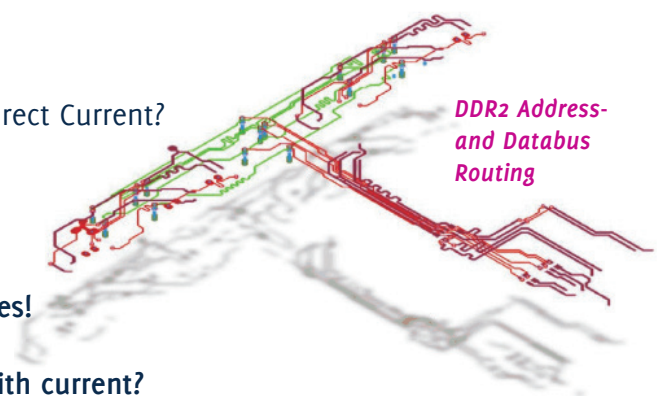 rect Current?
DDR2 Address-
and Databus
Routing
es!
ith current?